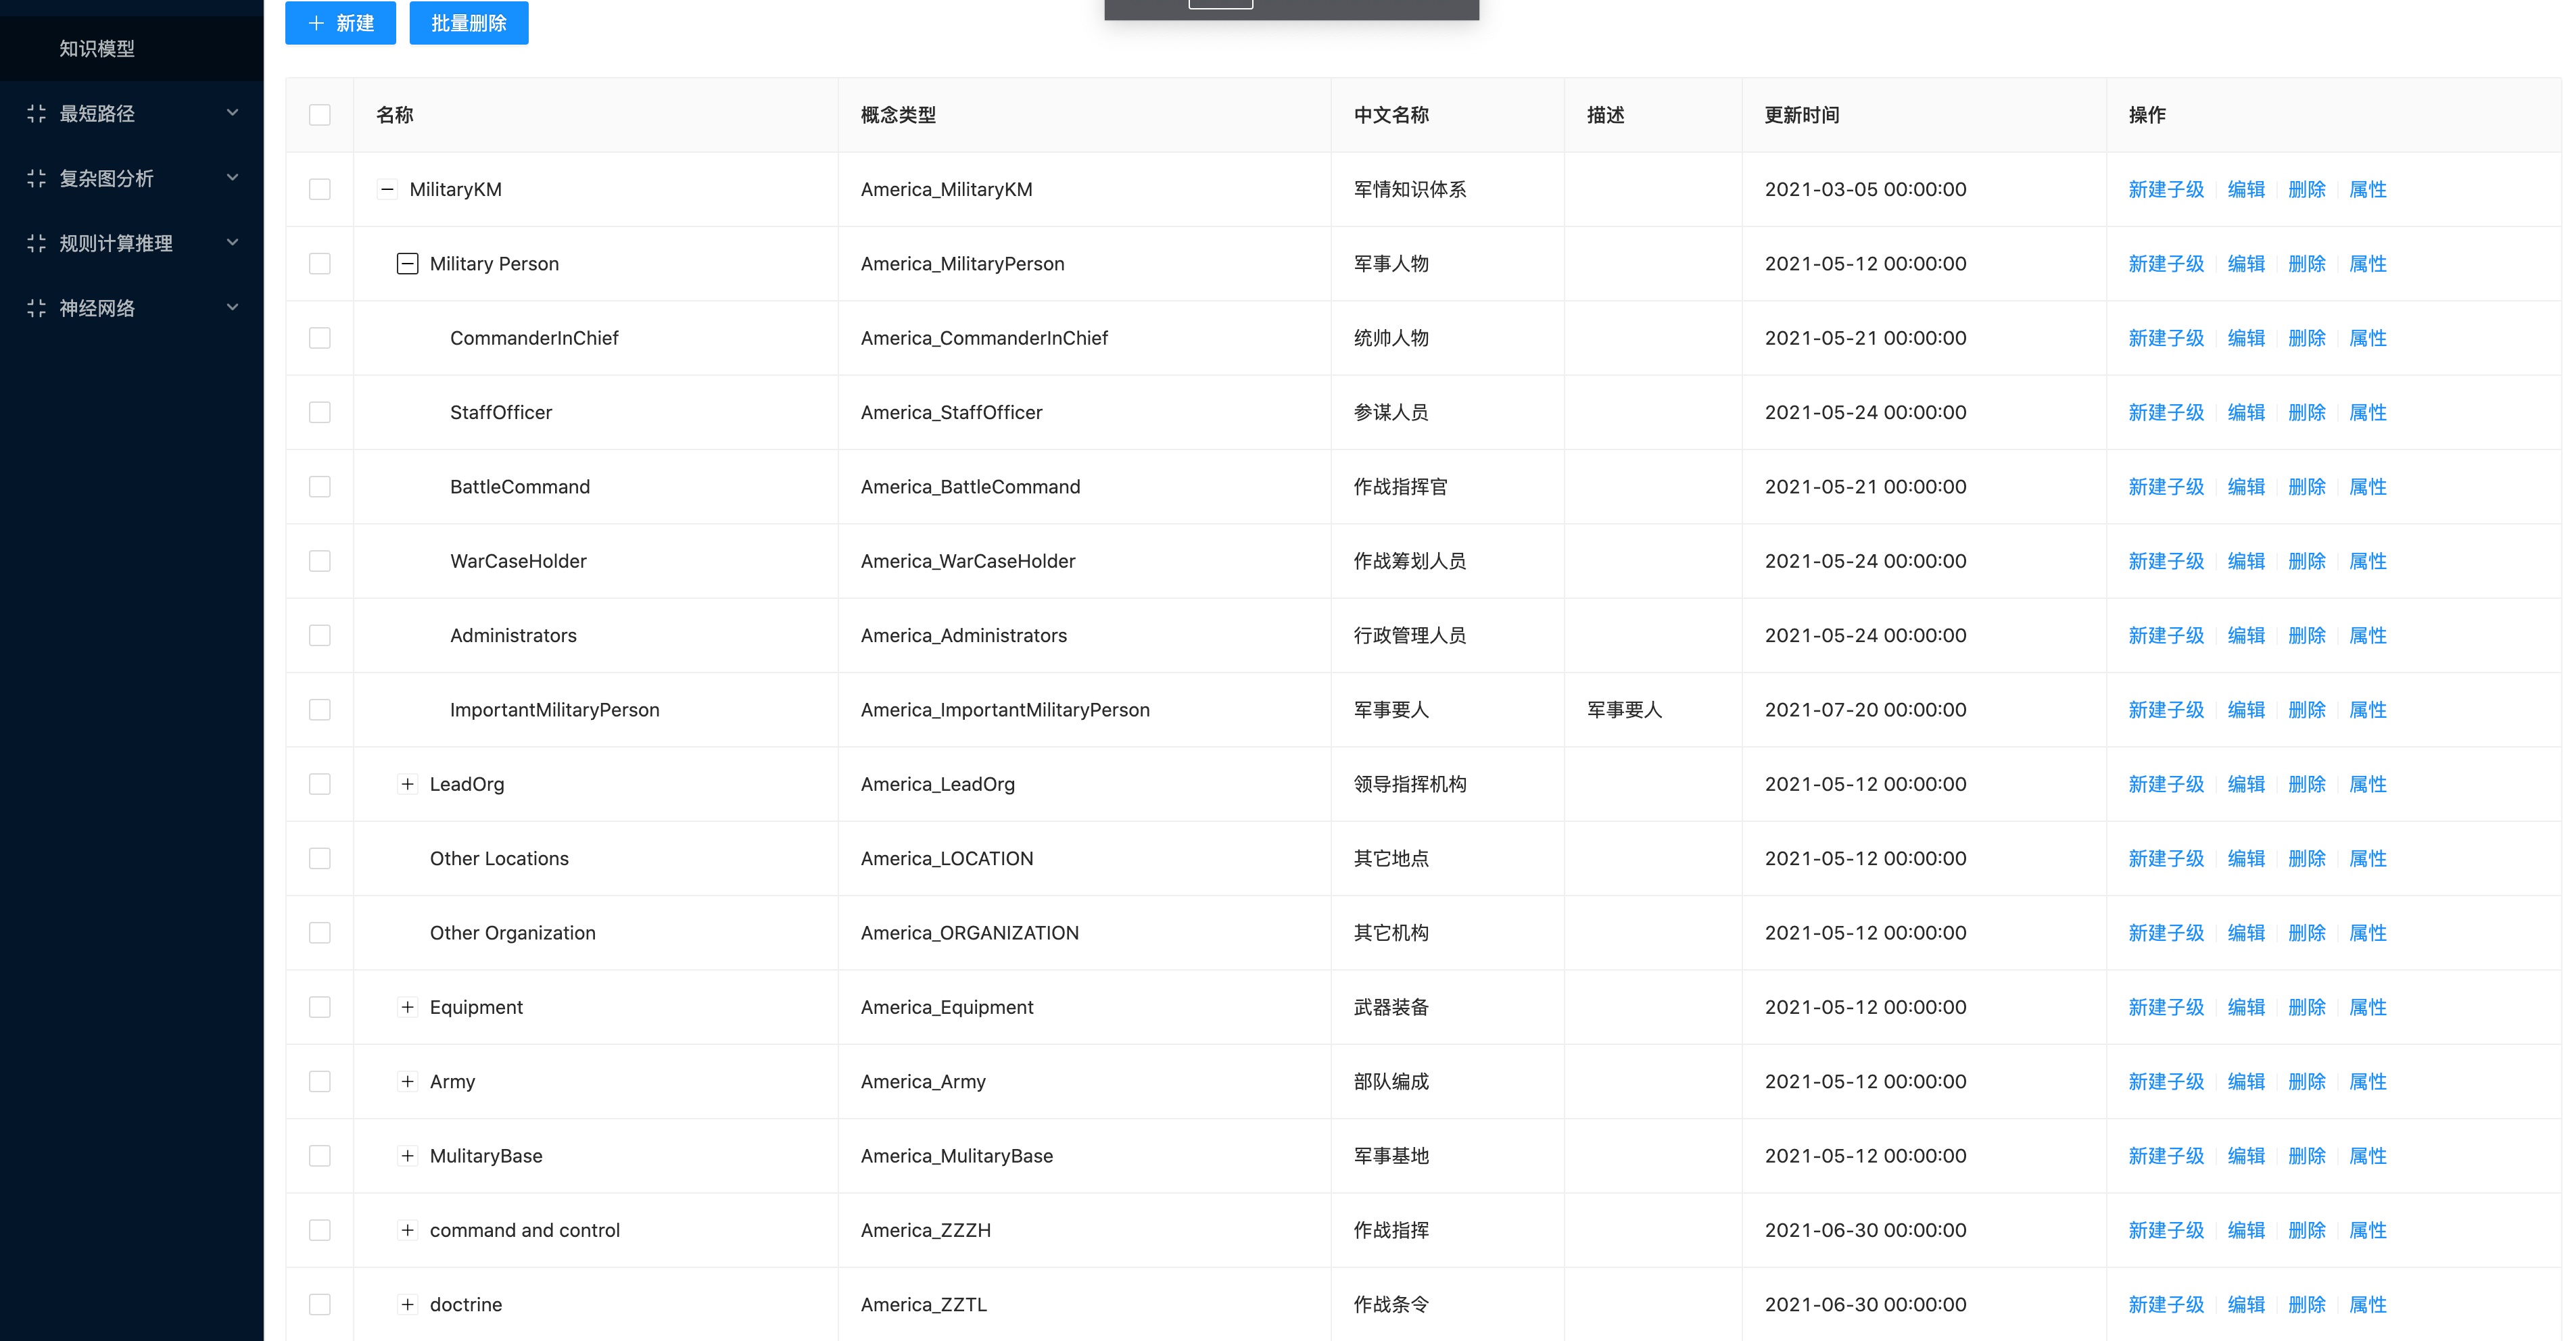 知识模型
最短路径
复杂图分析
规则计算推理
神经网络
新建 批量删除
名称 概念类型 中文名称 描述 更新时间 操作
MilitaryKM America_MilitaryKM 军情知识体系 2021-03-05 00:00:00 新建子级 编辑 删除 属性
Military Person America_MilitaryPerson 军事人物 2021-05-12 00:00:00 新建子级 编辑 删除 属性
CommanderInChief America_CommanderInChief 统帅人物 2021-05-21 00:00:00 新建子级 编辑 删除 属性
StaffOfficer America_StaffOfficer 参谋人员 2021-05-24 00:00:00 新建子级 编辑 删除 属性
BattleCommand America_BattleCommand 作战指挥官 2021-05-21 00:00:00 新建子级 编辑 删除 属性
WarCaseHolder America_WarCaseHolder 作战筹划人员 2021-05-24 00:00:00 新建子级 编辑 删除 属性
Administrators America_Administrators 行政管理人员 2021-05-24 00:00:00 新建子级 编辑 删除 属性
ImportantMilitaryPerson America_ImportantMilitaryPerson 军事要人 军事要人 2021-07-20 00:00:00 新建子级 编辑 删除 属性
LeadOrg America_LeadOrg 领导指挥机构 2021-05-12 00:00:00 新建子级 编辑 删除 属性
Other Locations America_LOCATION 其它地点 2021-05-12 00:00:00 新建子级 编辑 删除 属性
Other Organization America_ORGANIZATION 其它机构 2021-05-12 00:00:00 新建子级 编辑 删除 属性
Equipment America_Equipment 武器装备 2021-05-12 00:00:00 新建子级 编辑 删除 属性
Army America_Army 部队编成 2021-05-12 00:00:00 新建子级 编辑 删除 属性
MulitaryBase America_MulitaryBase 军事基地 2021-05-12 00:00:00 新建子级 编辑 删除 属性
command and control America_ZZZH 作战指挥 2021-06-30 00:00:00 新建子级 编辑 删除 属性
doctrine America_ZZTL 作战条令 2021-06-30 00:00:00 新建子级 编辑 删除 属性